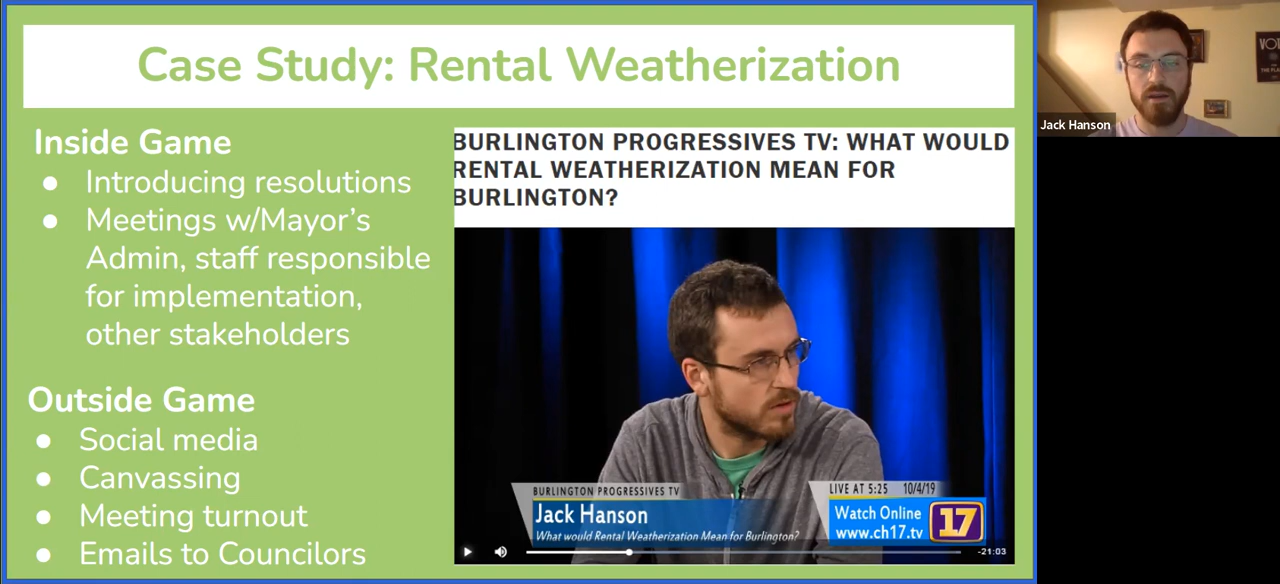 Case Study: Rental Weatherization
Inside Game
● Introducing resolutions
● Meetings w/Mayor's
Admin, staff responsible
for implementation,
other stakeholders
Outside Game
● Social media
● Canvassing
● Meeting turnout
● Emails to Councilors
BURLINGTON PROGRESSIVES TV: WHAT WOULD
RENTAL WEATHERIZATION MEAN FOR
BURLINGTON?
BURLINGTON PROGRESSIVES TV
Jack Hanson
What would Rental Weatherization Mean for Burlington?
LIVE AT 5:25 10/4/19
Watch Online
www.ch17.tv
17
-21:03
Jack Hanson